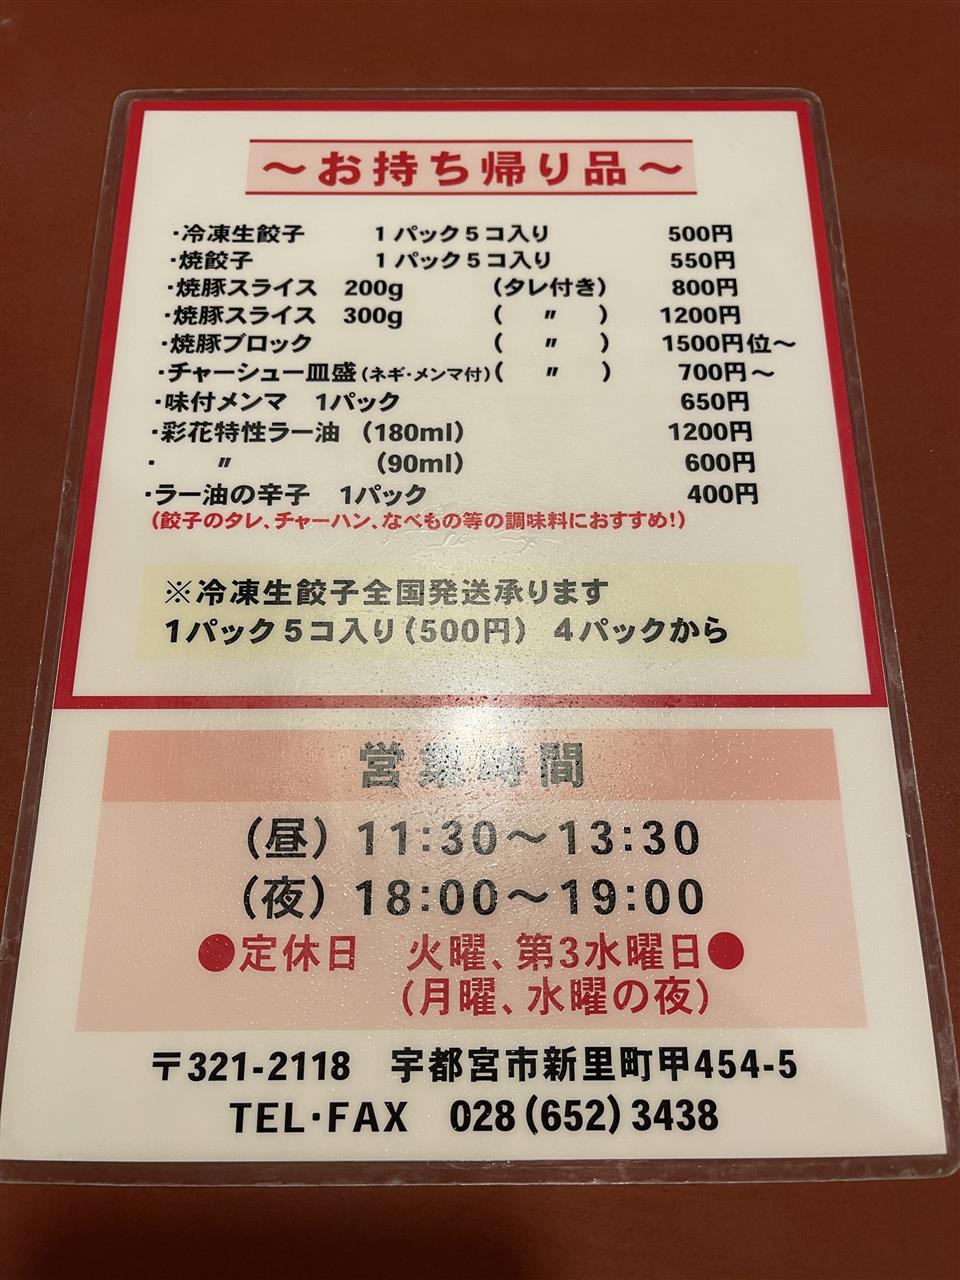 ～お持ち帰り品～
・冷凍生餃子 1パック5コ入り 500円
・焼餃子 1パック5コ入り 550円
・焼豚スライス 200g (タレ付き) 800円
・焼豚スライス 300g ( 〃 ) 1200円
・焼豚ブロック ( 〃 ) 1500円位～
・チャーシュー皿盛(ネギ・メンマ付)( 〃 ) 700円～
・味付メンマ 1パック 650円
・彩花特性ラー油 (180ml) 1200円
・ 〃 (90ml) 600円
・ラー油の辛子 1パック 400円
(餃子のタレ、チャーハン、なべもの等の調味料におすすめ!)
※冷凍生餃子全国発送承ります
1パック5コ入り(500円) 4パックから
営業時間
(昼) 11:30～13:30
(夜) 18:00～19:00
●定休日 火曜、第3水曜日●
(月曜、水曜の夜)
〒321-2118 宇都宮市新里町甲454-5
TEL・FAX 028(652)3438